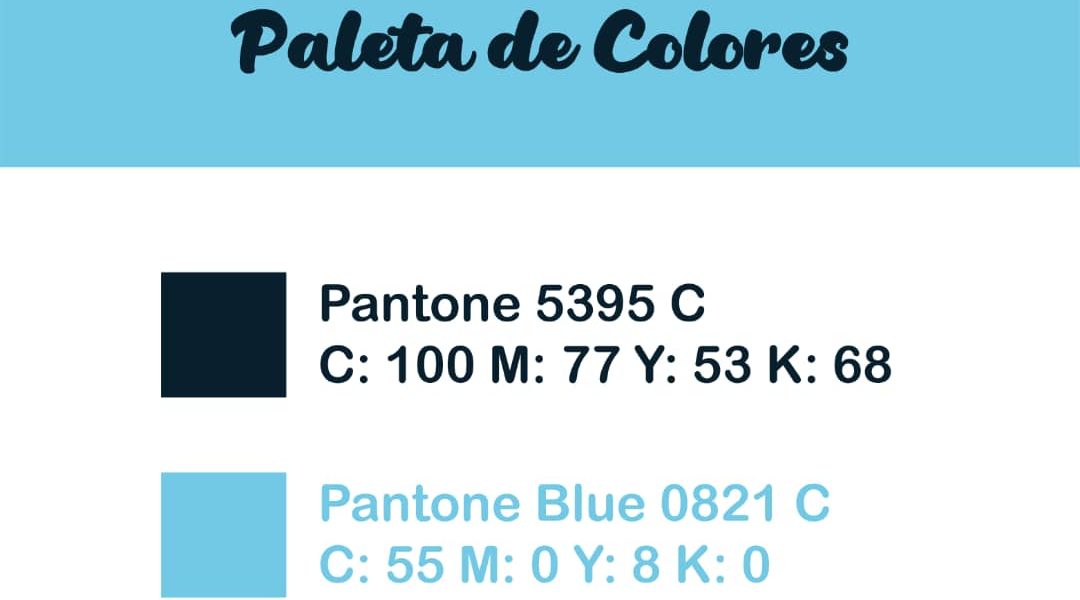 Paleta de Colores
Pantone 5395 C
C: 100 M: 77 Y: 53 K: 68
Pantone Blue 0821 C
C: 55 M: 0 Y: 8 K: 0